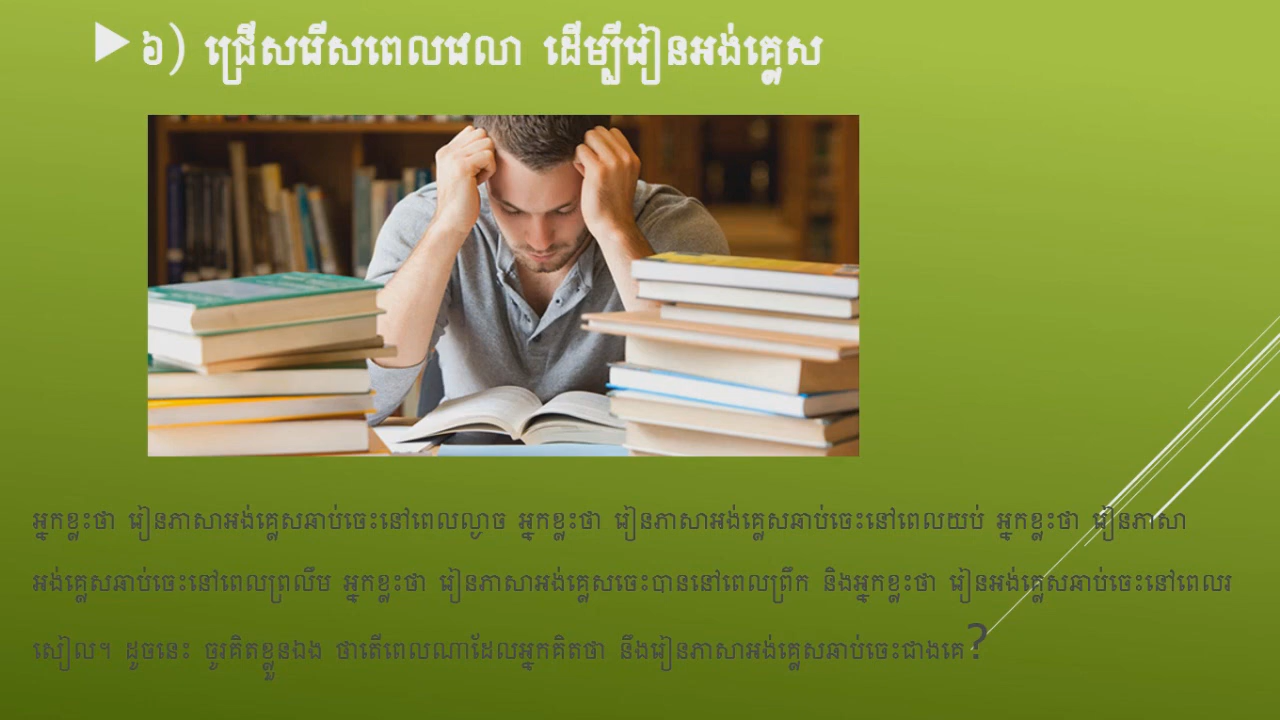 ៦) ជ្រើសរើសពេលវេលា ដើម្បីរៀនអង់គ្លេស
អ្នកខ្លះថា រៀនភាសាអង់គ្លេសឆាប់ចេះនៅពេលល្ងាច អ្នកខ្លះថា រៀនភាសាអង់គ្លេសឆាប់ចេះនៅពេលយប់ អ្នកខ្លះថា រៀនភាសា
អង់គ្លេសឆាប់ចេះនៅពេលព្រលឹម អ្នកខ្លះថា រៀនភាសាអង់គ្លេសចេះបាននៅពេលព្រឹក និងអ្នកខ្លះថា រៀនអង់គ្លេសឆាប់ចេះនៅពេលរ
សៀល។ ដូចនេះ ចូរគិតខ្លួនឯង ថាតើពេលណាដែលអ្នកគិតថា នឹងរៀនភាសាអង់គ្លេសឆាប់ចេះជាងគេ?